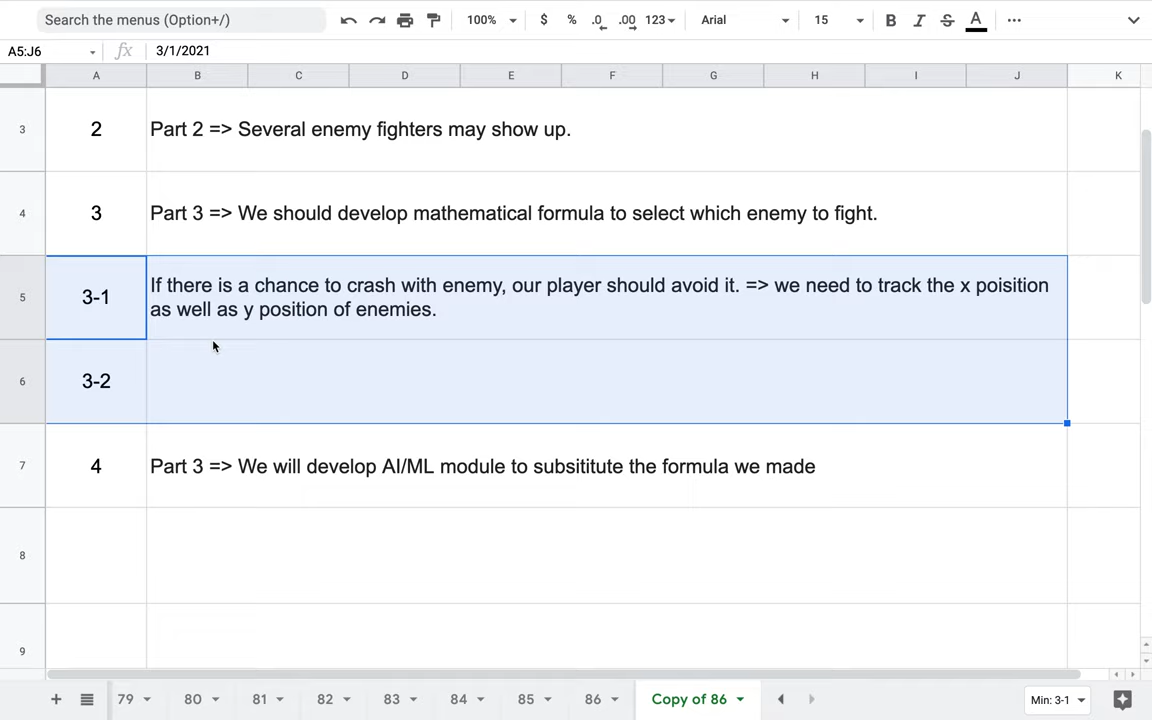 Search the menus (Option+/)
100%
$
%
.0
.00
123
Arial
15
B
I
S
A
A5:J6
fx
3/1/2021
A
B
C
D
E
F
G
H
I
J
K
3
2
Part 2 => Several enemy fighters may show up.
4
3
Part 3 => We should develop mathematical formula to select which enemy to fight.
5
3-1
If there is a chance to crash with enemy, our player should avoid it. => we need to track the x poisition
as well as y position of enemies.
6
3-2
7
4
Part 3 => We will develop AI/ML module to subsititute the formula we made
8
9
79
80
81
82
83
84
85
86
Copy of 86
Min: 3-1